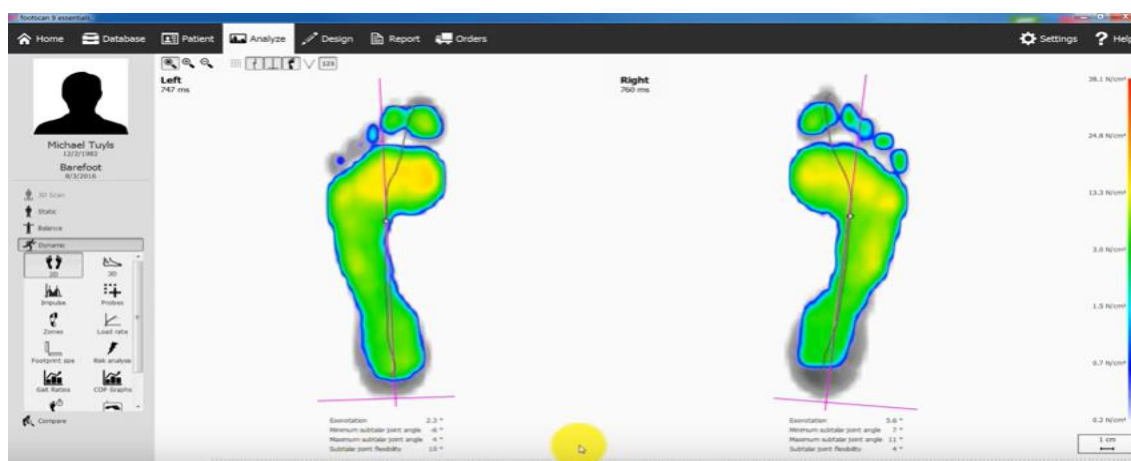 footscan 9 essentials
Home Database Patient Analyze Design Report Orders Settings ? Help
123
Left
747 ms
Right
760 ms
Michael Tuyls
12/2/1982
Barefoot
8/3/2016
3D Scan
Static
Balance
Dynamic
2D 3D
Impulse Probes
Zones Load rate
Footprint size Risk analysis
Gait Ratios COP Graphs
Compare
38.1 N/cm²
24.8 N/cm²
13.3 N/cm²
3.0 N/cm²
1.5 N/cm²
0.7 N/cm²
0.2 N/cm²
1 cm
Exorotation 2.3 °
Minimum subtalar joint angle -6 °
Maximum subtalar joint angle 4 °
Subtalar joint flexibility 10 °
Exorotation 5.6 °
Minimum subtalar joint angle 7 °
Maximum subtalar joint angle 11 °
Subtalar joint flexibility 4 °